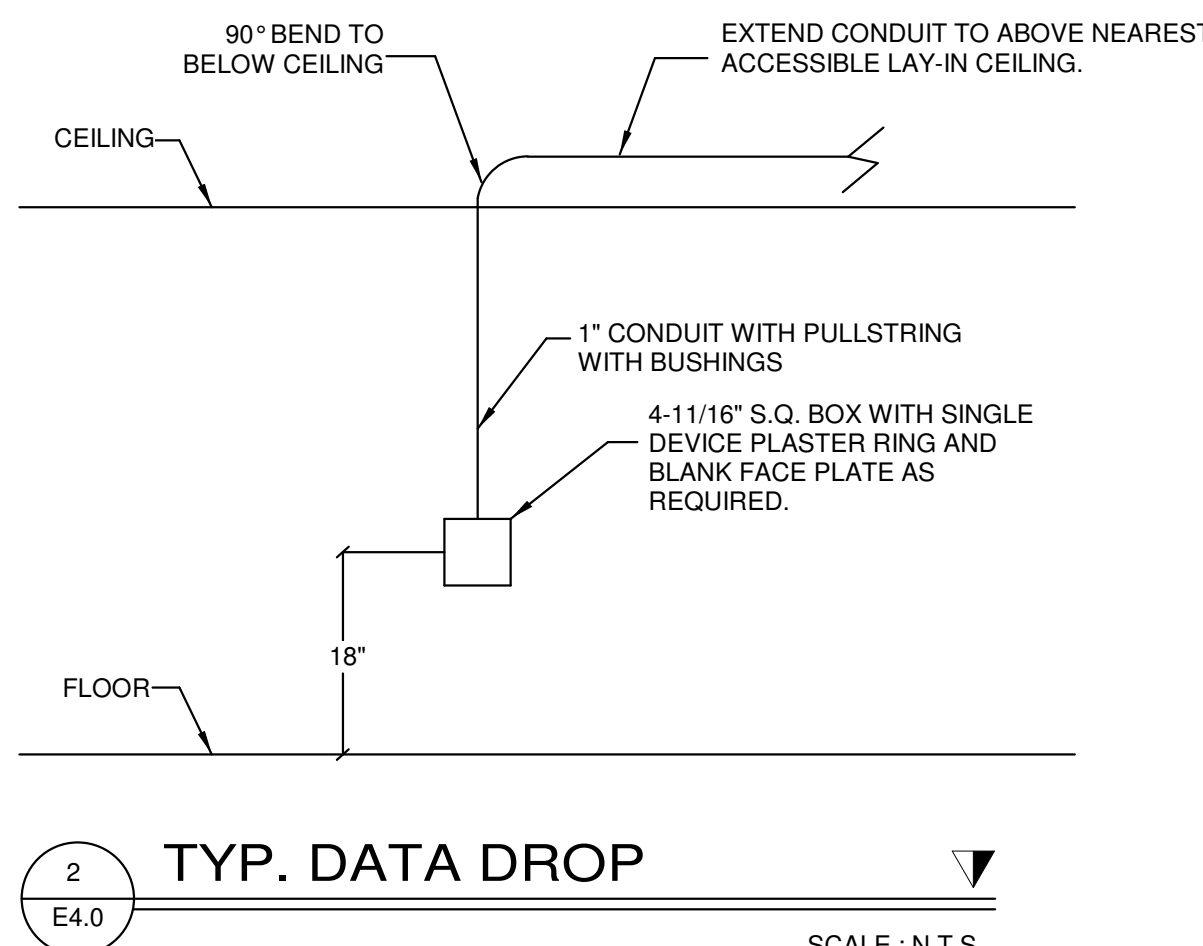 90° BEND TO
BELOW CEILING
EXTEND CONDUIT TO ABOVE NEAREST
ACCESSIBLE LAY-IN CEILING.
CEILING
1" CONDUIT WITH PULLSTRING
WITH BUSHINGS
4-11/16" S.Q. BOX WITH SINGLE
DEVICE PLASTER RING AND
BLANK FACE PLATE AS
REQUIRED.
18"
FLOOR
2
E4.0
TYP. DATA DROP
SCALE : N.T.S.